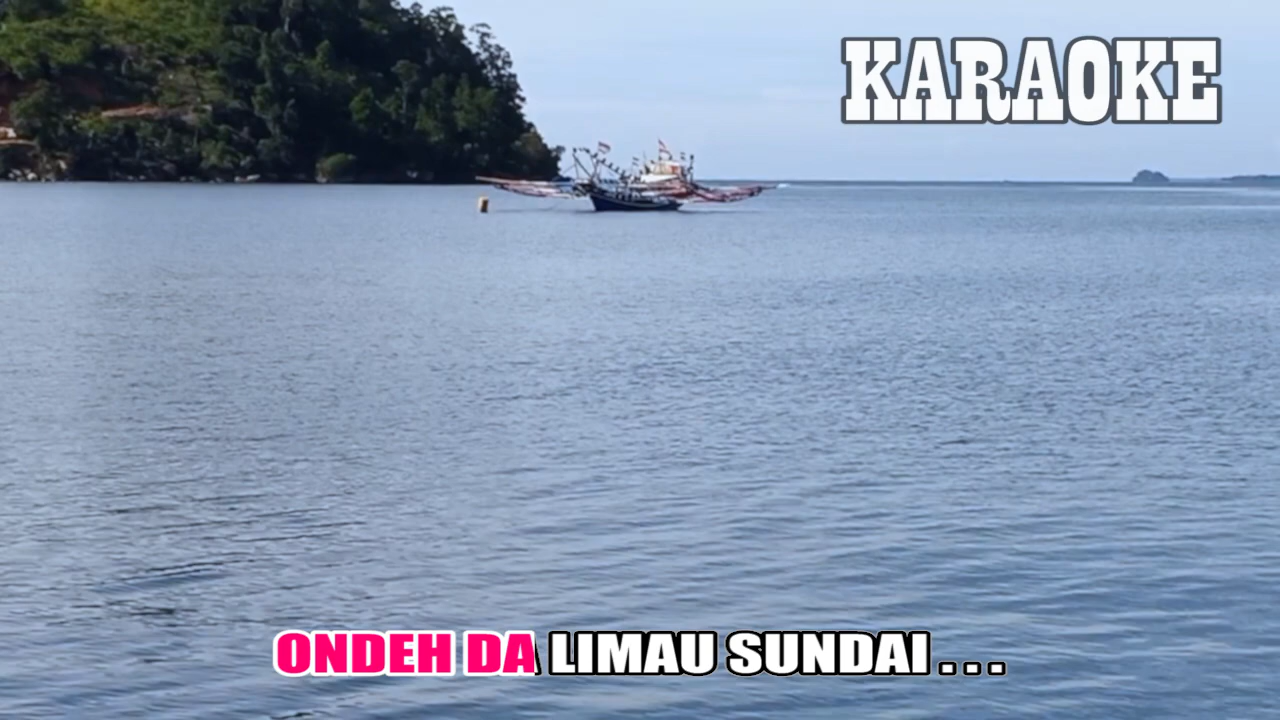 KARAOKE
ONDEH DA LIMAU SUNDAI . . .